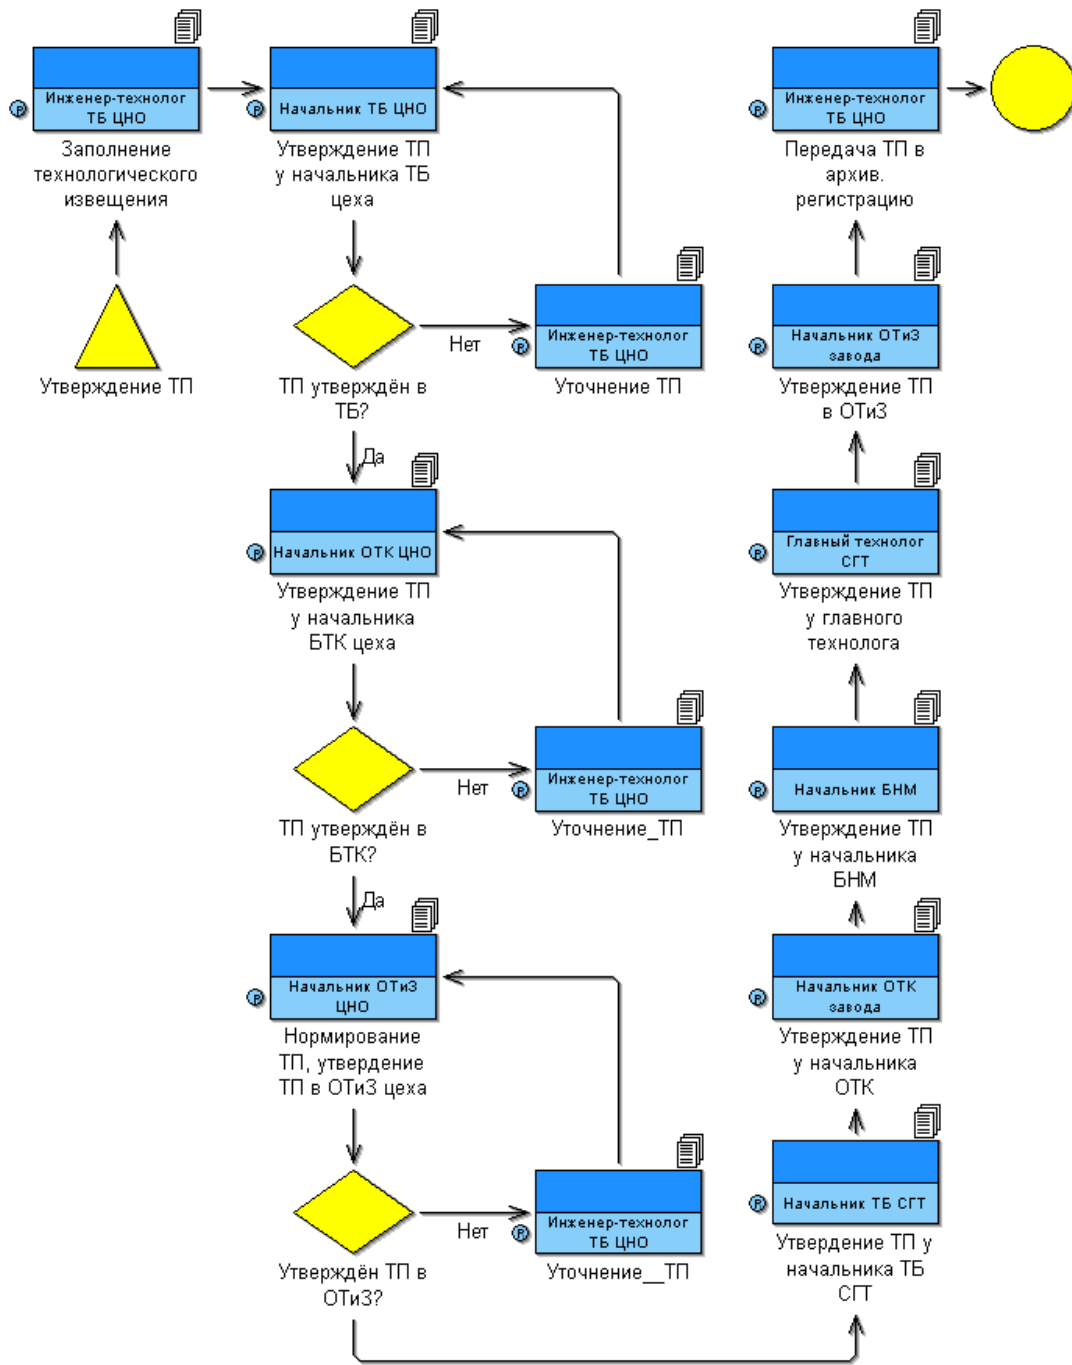 Инженер-технолог
ТБ ЦНО
Заполнение
технологического
извещения
Утверждение ТП
Начальник ТБ ЦНО
Утверждение ТП
у начальника ТБ
цеха
ТП утверждён в
ТБ?
Нет
Инженер-технолог
ТБ ЦНО
Уточнение ТП
Да
Начальник ОТК ЦНО
Утверждение ТП
у начальника
БТК цеха
ТП утверждён в
БТК?
Нет
Инженер-технолог
ТБ ЦНО
Уточнение_ТП
Да
Начальник ОТиЗ
ЦНО
Нормирование
ТП, утвердение
ТП в ОТиЗ цеха
Утверждён ТП в
ОТиЗ?
Нет
Инженер-технолог
ТБ ЦНО
Уточнение__ТП
Начальник ТБ СГТ
Утвердение ТП у
начальника ТБ
СГТ
Начальник ОТК
завода
Утверждение ТП
у начальника
ОТК
Начальник БНМ
Утверждение ТП
у начальника
БНМ
Главный технолог
СГТ
Утверждение ТП
у главного
технолога
Начальник ОТиЗ
завода
Утверждение ТП
в ОТиЗ
Инженер-технолог
ТБ ЦНО
Передача ТП в
архив.
регистрацию